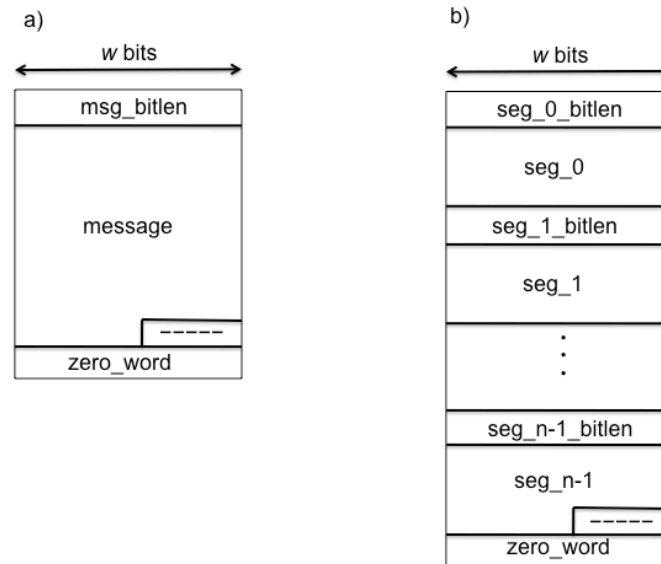 a)
w bits
msg_bitlen
message
-----
zero_word
b)
w bits
seg_0_bitlen
seg_0
seg_1_bitlen
seg_1
seg_n-1_bitlen
seg_n-1
-----
zero_word